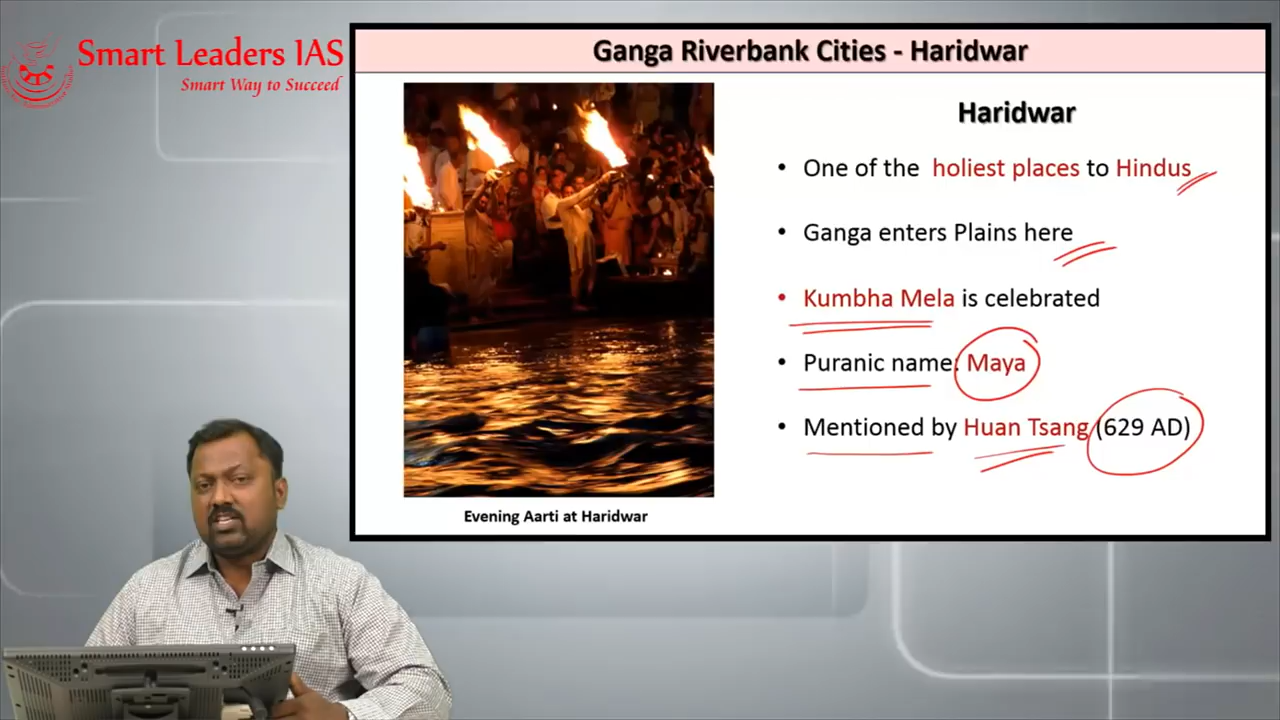 Smart Leaders IAS
Smart Way to Succeed
Ganga Riverbank Cities - Haridwar
Haridwar
• One of the holiest places to Hindus
• Ganga enters Plains here
• Kumbha Mela is celebrated
• Puranic name: Maya
• Mentioned by Huan Tsang (629 AD)
Evening Aarti at Haridwar